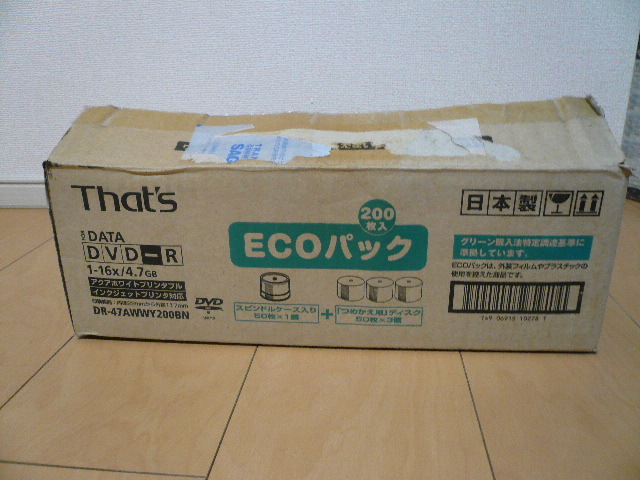 That's
for DATA
DVD-R
1-16x/4.7GB
アクアホワイトプリンタブル
インクジェットプリンタ対応
DR-47AWWY200BN
DVD
200
枚入
ECOパック
スピンドルケース入り
50枚×1個
+
「つめかえ用」ディスク
50枚×3個
日本製
グリーン購入法特定調達基準に
準拠しています。
ECOパックは、外装フィルムやプラスチックの
使用を控えた商品です。